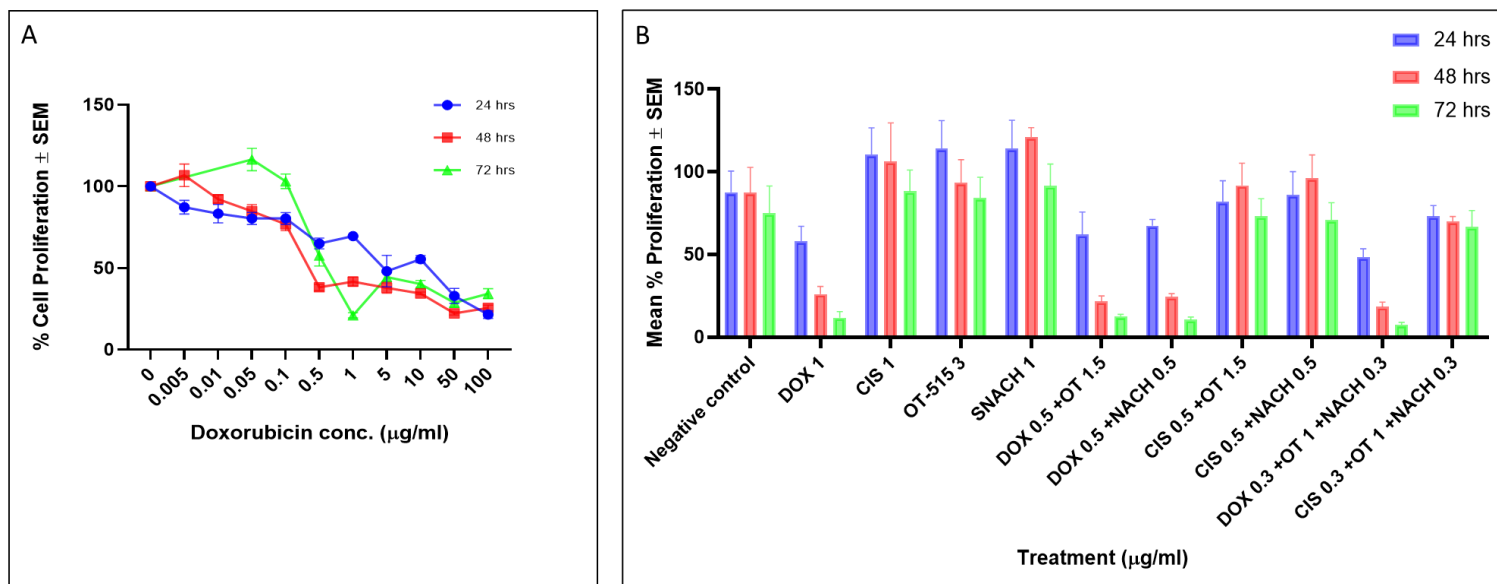 A
% Cell Proliferation ± SEM
150
100
50
0
24 hrs
48 hrs
72 hrs
0
0.005
0.01
0.05
0.1
0.5
1
5
10
50
100
Doxorubicin conc. (µg/ml)
B
24 hrs
48 hrs
72 hrs
Mean % Proliferation ± SEM
150
100
50
0
Negative control
DOX 1
CIS 1
OT-515 3
SNACH 1
DOX 0.5 +OT 1.5
DOX 0.5 +NACH 0.5
CIS 0.5 +OT 1.5
CIS 0.5 +NACH 0.5
DOX 0.3 +OT 1 +NACH 0.3
CIS 0.3 +OT 1 +NACH 0.3
Treatment (µg/ml)